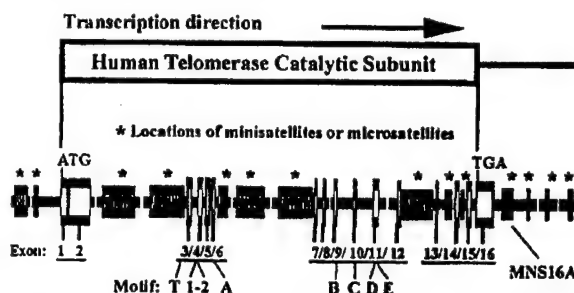 Transcription direction
Human Telomerase Catalytic Subunit
* Locations of minisatellites or microsatellites
ATG TGA
* * * * * * * * * * * * * *
Exon: 1 2 3/4/5/6 7/8/9/ 10/11/ 12 13/14/15/16
MNS16A
Motif: T 1-2 A B C D E